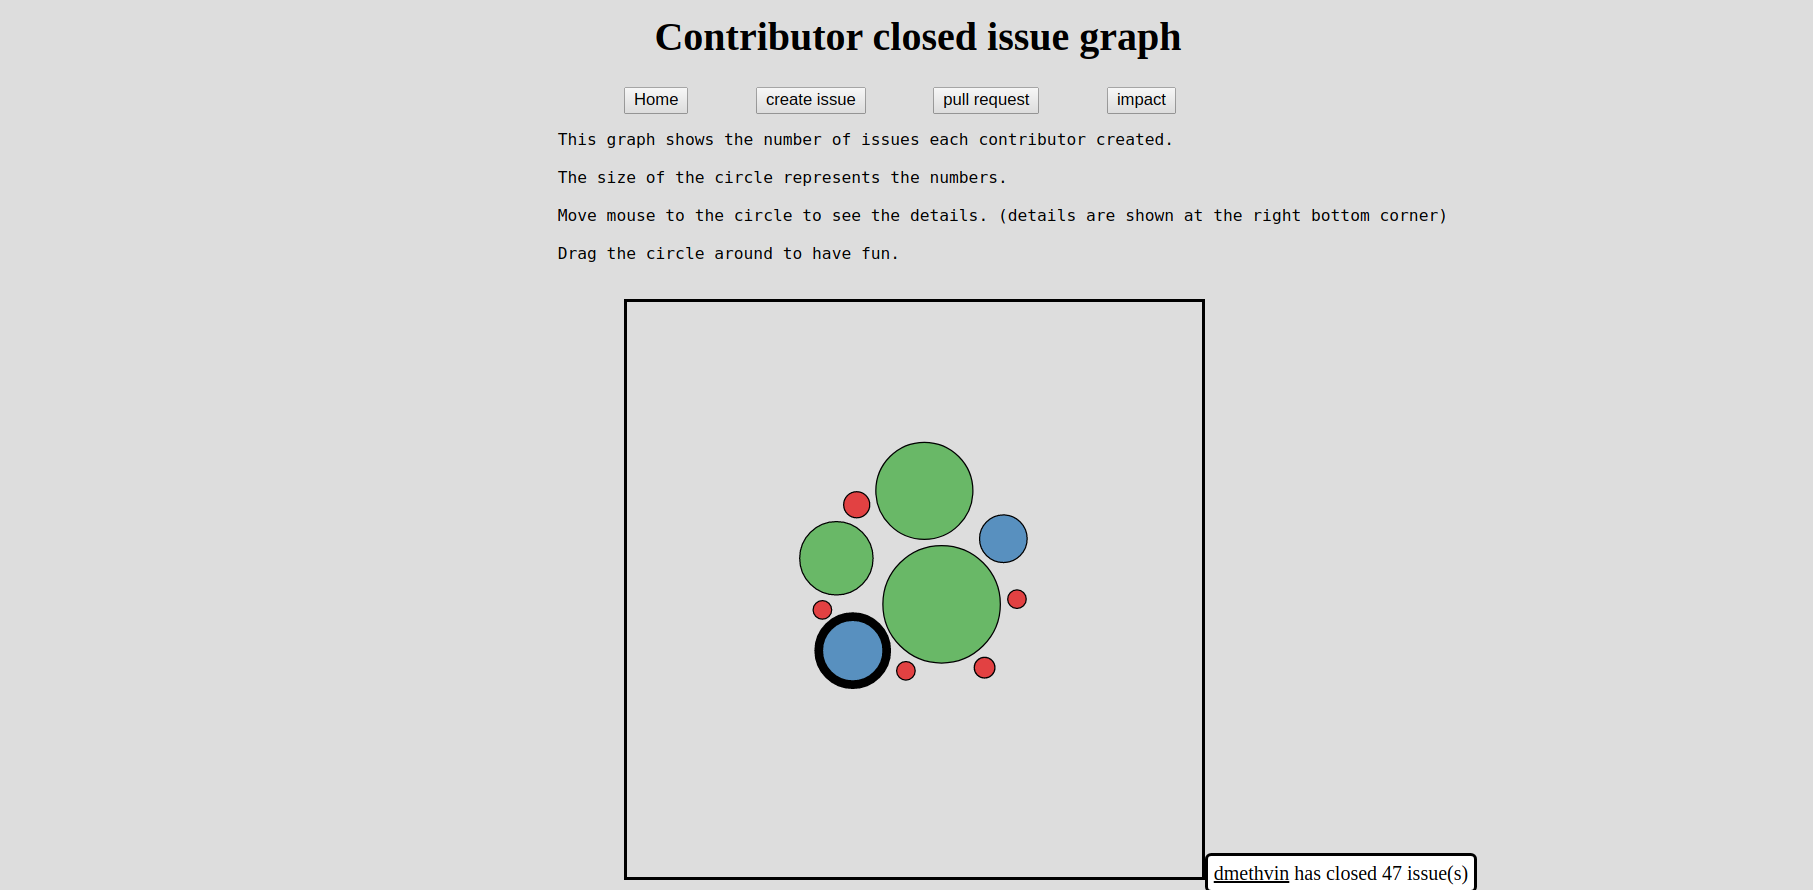 Contributor closed issue graph
Home create issue pull request impact
This graph shows the number of issues each contributor created.
The size of the circle represents the numbers.
Move mouse to the circle to see the details. (details are shown at the right bottom corner)
Drag the circle around to have fun.
dmethvin has closed 47 issue(s)